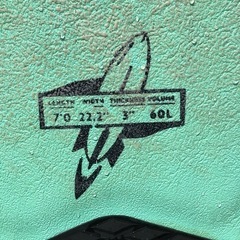 LENGTH WIDTH THICKNESS VOLUME
7'0 22.2" 3" 60L